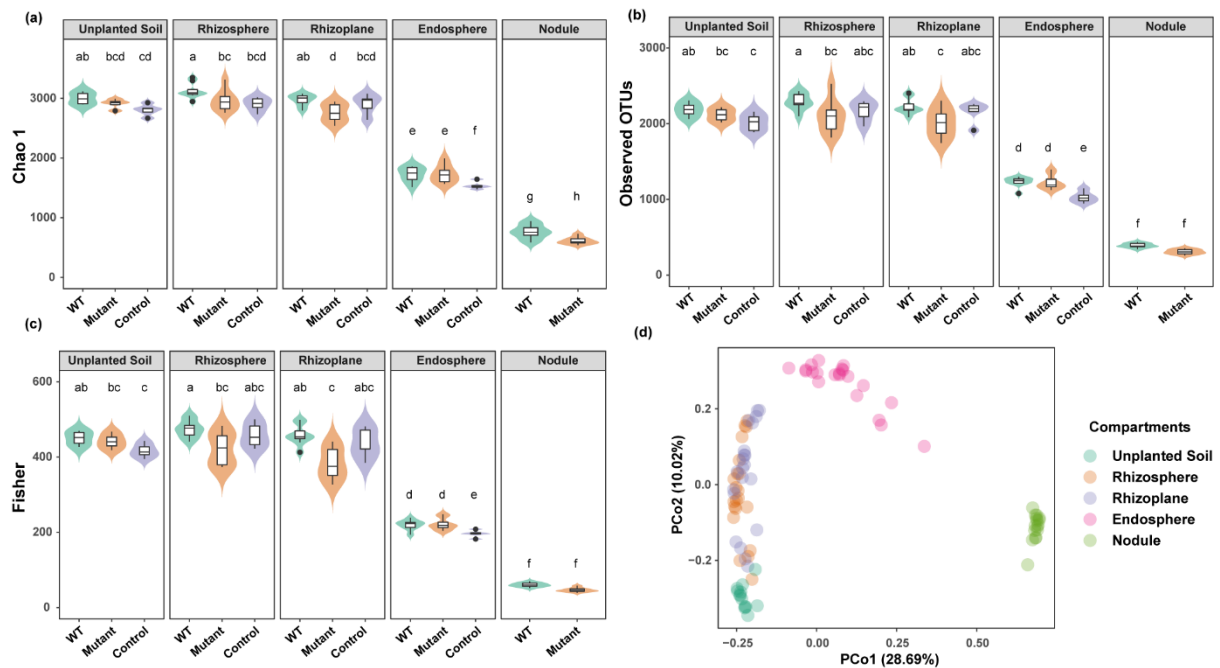 (a)
Unplanted Soil Rhizosphere Rhizoplane Endosphere Nodule
ab bcd cd a bc bcd ab d bcd
e e f
g h
3000
2000
1000
0
Chao 1
WT Mutant Control WT Mutant Control WT Mutant Control WT Mutant Control WT Mutant
(b)
Unplanted Soil Rhizosphere Rhizoplane Endosphere Nodule
3000
ab bc c a bc abc ab c abc
2000
d d e
1000
f f
0
Observed OTUs
WT Mutant Control WT Mutant Control WT Mutant Control WT Mutant Control WT Mutant
(c)
Unplanted Soil Rhizosphere Rhizoplane Endosphere Nodule
600
ab bc c a bc abc ab c abc
400
d d e
200
f f
0
Fisher
WT Mutant Control WT Mutant Control WT Mutant Control WT Mutant Control WT Mutant
(d)
0.2
0.0
−0.2
PCo2 (10.02%)
−0.25 0.00 0.25 0.50
PCo1 (28.69%)
Compartments
Unplanted Soil
Rhizosphere
Rhizoplane
Endosphere
Nodule